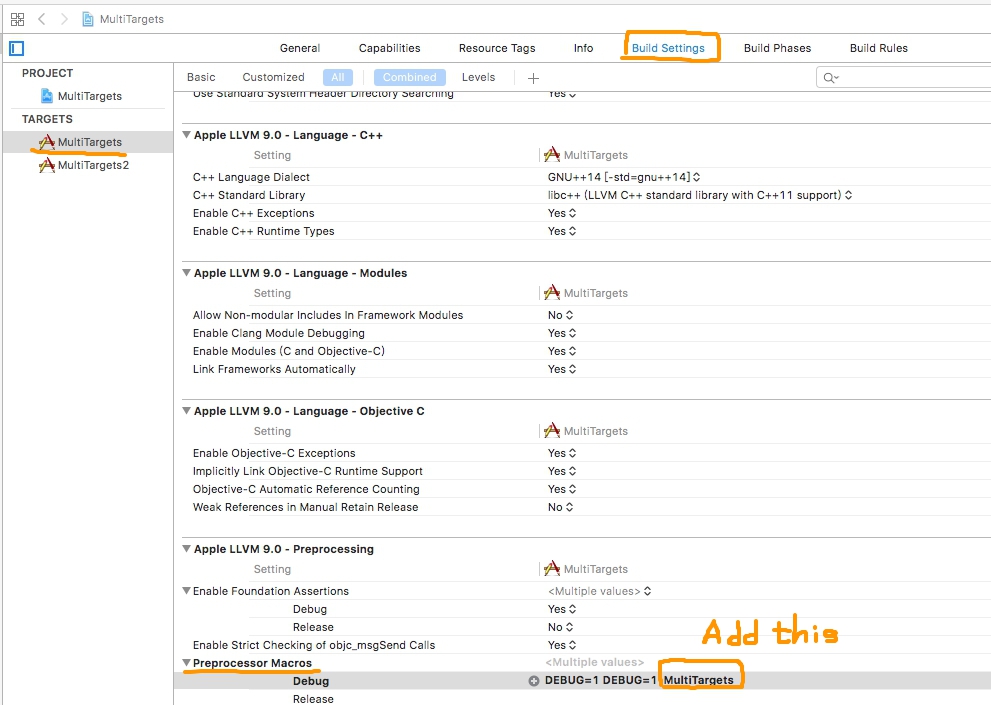 MultiTargets
General Capabilities Resource Tags Info Build Settings Build Phases Build Rules
PROJECT
MultiTargets
TARGETS
MultiTargets
MultiTargets2
Basic Customized All Combined Levels +
Use Standard System Header Directory Searching Yes
Apple LLVM 9.0 - Language - C++
Setting MultiTargets
C++ Language Dialect GNU++14 [-std=gnu++14]
C++ Standard Library libc++ (LLVM C++ standard library with C++11 support)
Enable C++ Exceptions Yes
Enable C++ Runtime Types Yes
Apple LLVM 9.0 - Language - Modules
Setting MultiTargets
Allow Non-modular Includes In Framework Modules No
Enable Clang Module Debugging Yes
Enable Modules (C and Objective-C) Yes
Link Frameworks Automatically Yes
Apple LLVM 9.0 - Language - Objective C
Setting MultiTargets
Enable Objective-C Exceptions Yes
Implicitly Link Objective-C Runtime Support Yes
Objective-C Automatic Reference Counting Yes
Weak References in Manual Retain Release No
Apple LLVM 9.0 - Preprocessing
Setting MultiTargets
Enable Foundation Assertions <Multiple values>
Debug Yes
Release No
Add this
Enable Strict Checking of objc_msgSend Calls Yes
Preprocessor Macros <Multiple values>
Debug DEBUG=1 DEBUG=1 MultiTargets
Release